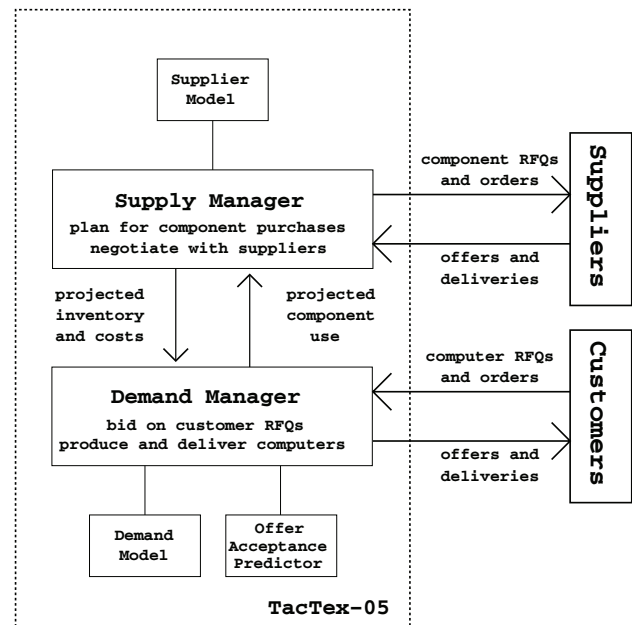 Supplier
Model
Supply Manager
plan for component purchases
negotiate with suppliers
component RFQs
and orders
offers and
deliveries
Suppliers
projected
inventory
and costs
projected
component
use
Demand Manager
bid on customer RFQs
produce and deliver computers
computer RFQs
and orders
offers and
deliveries
Customers
Demand
Model
Offer
Acceptance
Predictor
TacTex-05